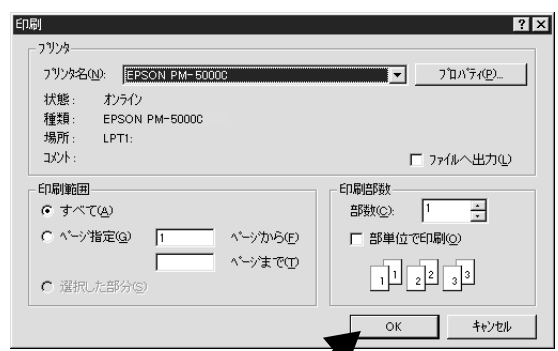 印刷
プリンタ
プリンタ名(N): EPSON PM-5000C プロパティ(P)...
状態： オンライン
種類： EPSON PM-5000C
場所： LPT1:
コメント： ファイルへ出力(L)
印刷範囲
すべて(A)
ページ指定(G) 1 ページから(F)
ページまで(T)
選択した部分(S)
印刷部数
部数(C): 1
部単位で印刷(O)
1 1 2 2 3 3
OK キャンセル